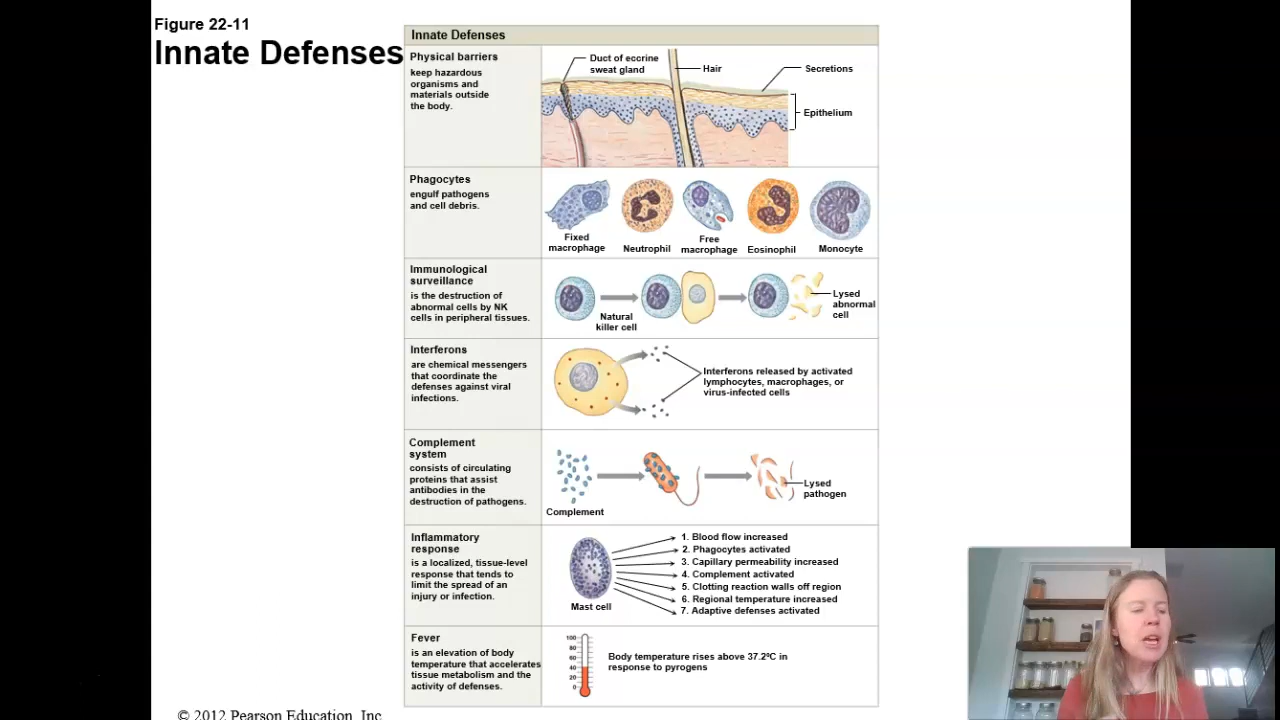 Figure 22-11
Innate Defenses
Innate Defenses
Physical barriers
keep hazardous
organisms and
materials outside
the body.
Duct of eccrine
sweat gland
Hair
Secretions
Epithelium
Phagocytes
engulf pathogens
and cell debris.
Fixed
macrophage
Neutrophil
Free
macrophage
Eosinophil
Monocyte
Immunological
surveillance
is the destruction of
abnormal cells by NK
cells in peripheral tissues.
Natural
killer cell
Lysed
abnormal
cell
Interferons
are chemical messengers
that coordinate the
defenses against viral
infections.
Interferons released by activated
lymphocytes, macrophages, or
virus-infected cells
Complement
system
consists of circulating
proteins that assist
antibodies in the
destruction of pathogens.
Complement
Lysed
pathogen
Inflammatory
response
is a localized, tissue-level
response that tends to
limit the spread of an
injury or infection.
Mast cell
1. Blood flow increased
2. Phagocytes activated
3. Capillary permeability increased
4. Complement activated
5. Clotting reaction walls off region
6. Regional temperature increased
7. Adaptive defenses activated
Fever
is an elevation of body
temperature that accelerates
tissue metabolism and the
activity of defenses.
100
80
60
40
20
0
Body temperature rises above 37.2ºC in
response to pyrogens
© 2012 Pearson Education, Inc